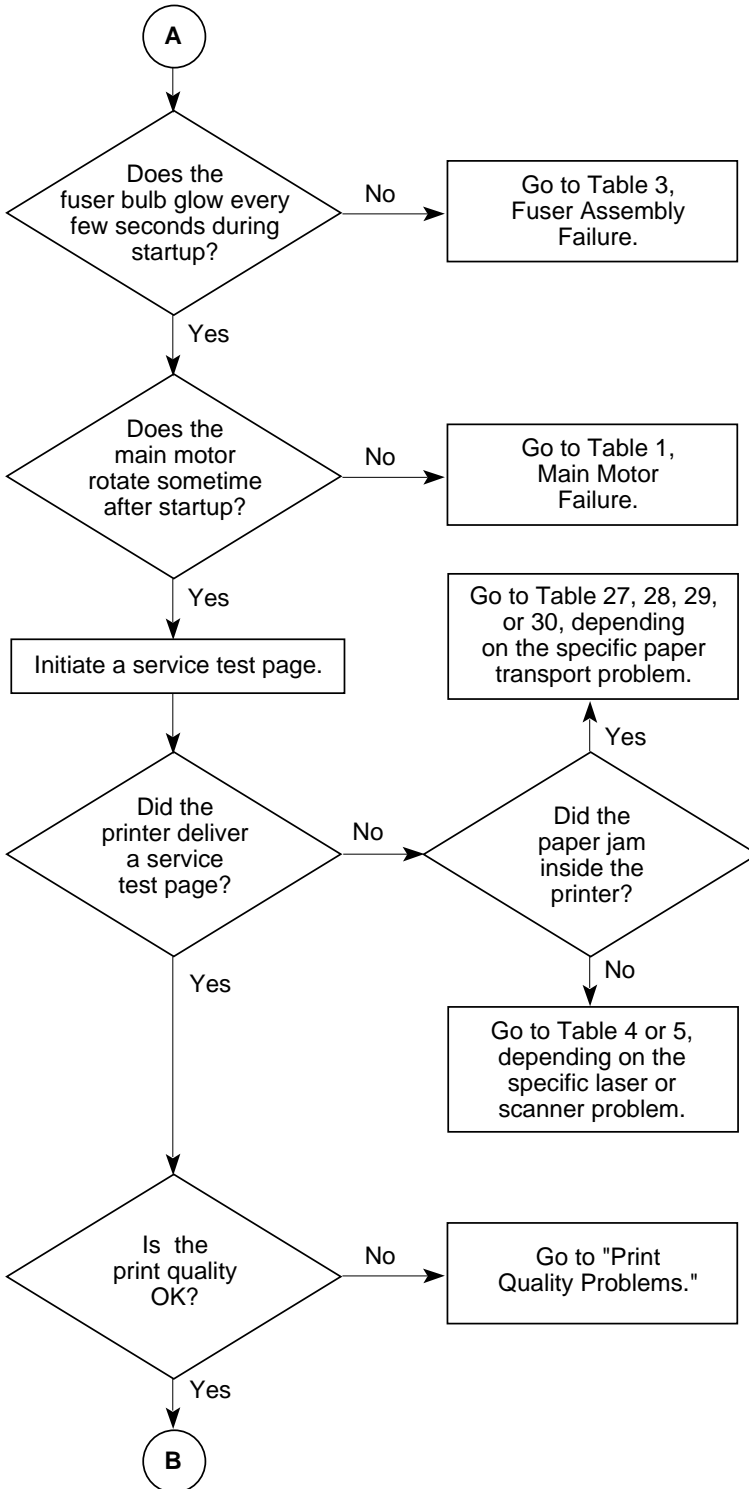 A
Does the
fuser bulb glow every
few seconds during
startup?
No
Go to Table 3,
Fuser Assembly
Failure.
Yes
Does the
main motor
rotate sometime
after startup?
No
Go to Table 1,
Main Motor
Failure.
Yes
Initiate a service test page.
Go to Table 27, 28, 29,
or 30, depending
on the specific paper
transport problem.
Yes
Did the
printer deliver
a service
test page?
No
Did the
paper jam
inside the
printer?
No
Go to Table 4 or 5,
depending on the
specific laser or
scanner problem.
Yes
Is the
print quality
OK?
No
Go to "Print
Quality Problems."
Yes
B